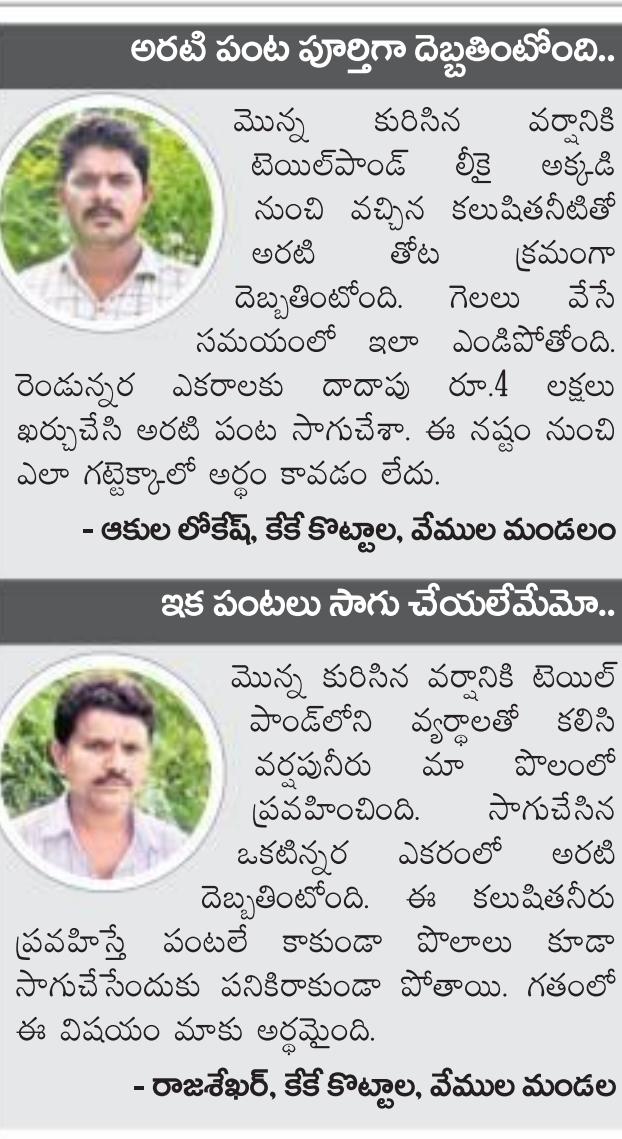 అరటి పంట పూర్తిగా దెబ్బతింటోంది..
మొన్న కురిసిన వర్షానికి
టెయిల్‌పాండ్ లీకై అక్కడి
నుంచి వచ్చిన కలుషితనీటితో
అరటి తోట క్రమంగా
దెబ్బతింటోంది. గెలలు వేసే
సమయంలో ఇలా ఎండిపోతోంది.
రెండున్నర ఎకరాలకు దాదాపు రూ.4 లక్షలు
ఖర్చుచేసి అరటి పంట సాగుచేశా. ఈ నష్టం నుంచి
ఎలా గట్టెక్కాలో అర్థం కావడం లేదు.
- ఆకుల లోకేష్, కేకే కొట్టాల, వేముల మండలం
ఇక పంటలు సాగు చేయలేమేమో..
మొన్న కురిసిన వర్షానికి టెయిల్
పాండ్‌లోని వ్యర్థాలతో కలిసి
వర్షపునీరు మా పొలంలో
ప్రవహించింది. సాగుచేసిన
ఒకటిన్నర ఎకరంలో అరటి
దెబ్బతింటోంది. ఈ కలుషితనీరు
ప్రవహిస్తే పంటలే కాకుండా పొలాలు కూడా
సాగుచేసేందుకు పనికిరాకుండా పోతాయి. గతంలో
ఈ విషయం మాకు అర్థమైంది.
- రాజశేఖర్, కేకే కొట్టాల, వేముల మండల